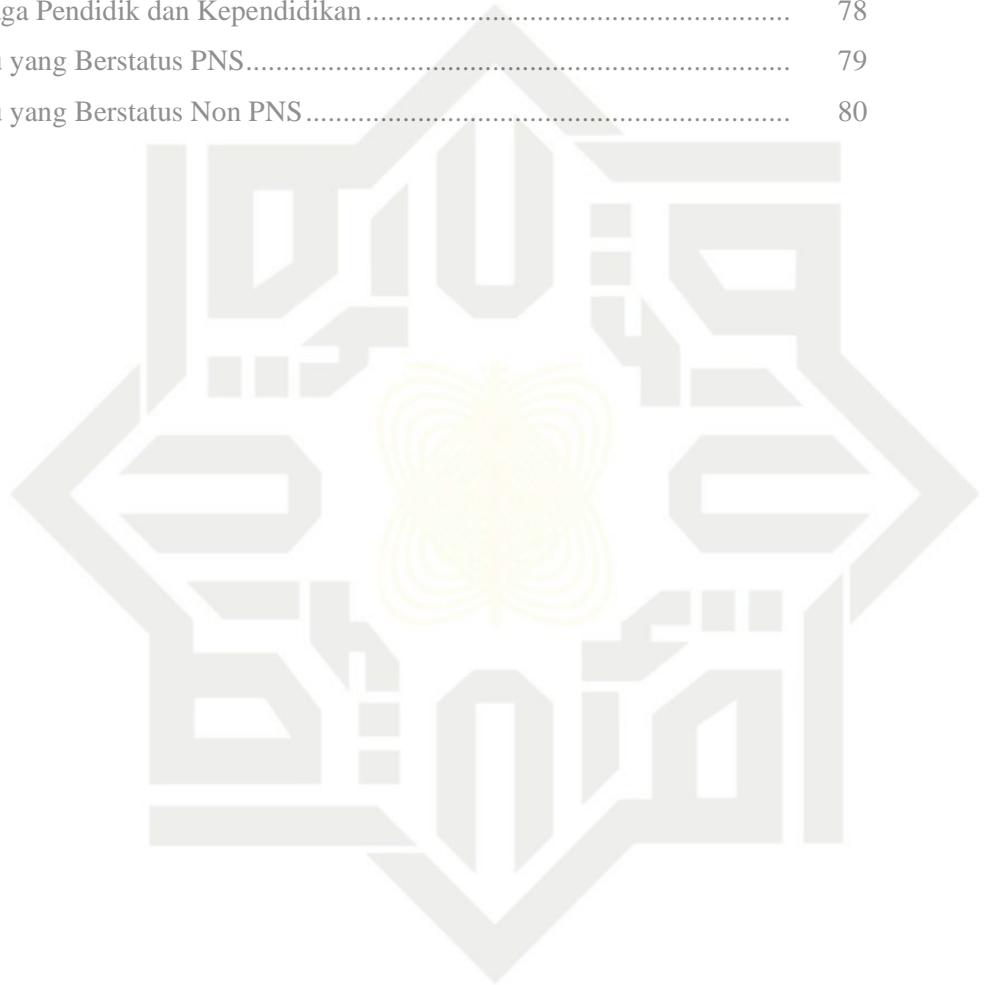 ga Pendidik dan Kependidikan........................................................................ 78
yang Berstatus PNS........................................................................................ 79
yang Berstatus Non PNS................................................................................ 80